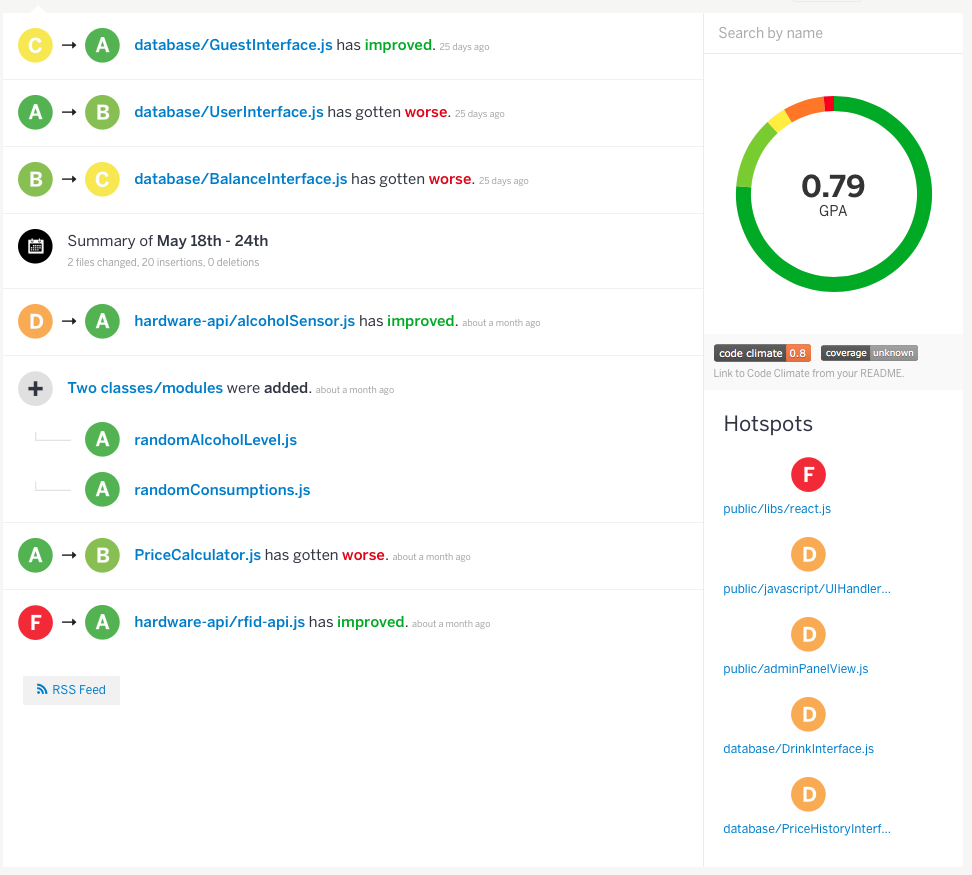 C → A database/GuestInterface.js has improved. 25 days ago
A → B database/UserInterface.js has gotten worse. 25 days ago
B → C database/BalanceInterface.js has gotten worse. 25 days ago
Summary of May 18th - 24th
2 files changed, 20 insertions, 0 deletions
D → A hardware-api/alcoholSensor.js has improved. about a month ago
+ Two classes/modules were added. about a month ago
A randomAlcoholLevel.js
A randomConsumptions.js
A → B PriceCalculator.js has gotten worse. about a month ago
F → A hardware-api/rfid-api.js has improved. about a month ago
RSS Feed
Search by name
0.79
GPA
code climate 0.8 coverage unknown
Link to Code Climate from your README.
Hotspots
F
public/libs/react.js
D
public/javascript/UIHandler...
D
public/adminPanelView.js
D
database/DrinkInterface.js
D
database/PriceHistoryInterf...